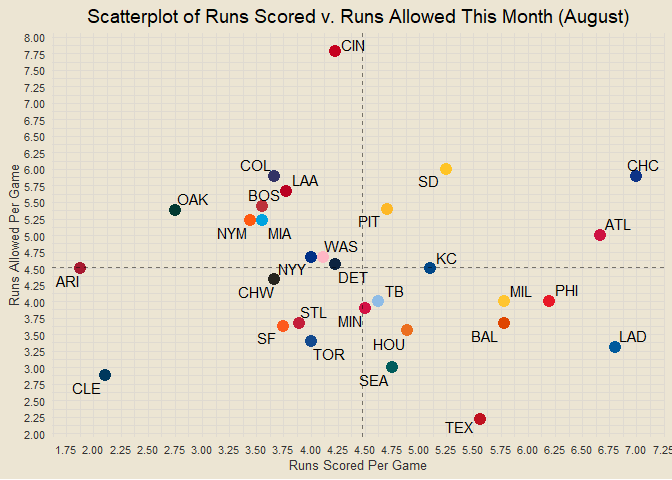 Scatterplot of Runs Scored v. Runs Allowed This Month (August)
8.00
7.75
7.50
7.25
7.00
6.75
6.50
6.25
6.00
5.75
5.50
5.25
5.00
4.75
4.50
4.25
4.00
3.75
3.50
3.25
3.00
2.75
2.50
2.25
2.00
Runs Allowed Per Game
CIN
COL
LAA
SD
CHC
OAK
BOS
PIT
ATL
NYM
MIA
WAS
KC
ARI
NYY
DET
CHW
TB
MIL
PHI
STL
MIN
SF
HOU
BAL
LAD
TOR
CLE
SEA
TEX
1.75 2.00 2.25 2.50 2.75 3.00 3.25 3.50 3.75 4.00 4.25 4.50 4.75 5.00 5.25 5.50 5.75 6.00 6.25 6.50 6.75 7.00 7.25
Runs Scored Per Game